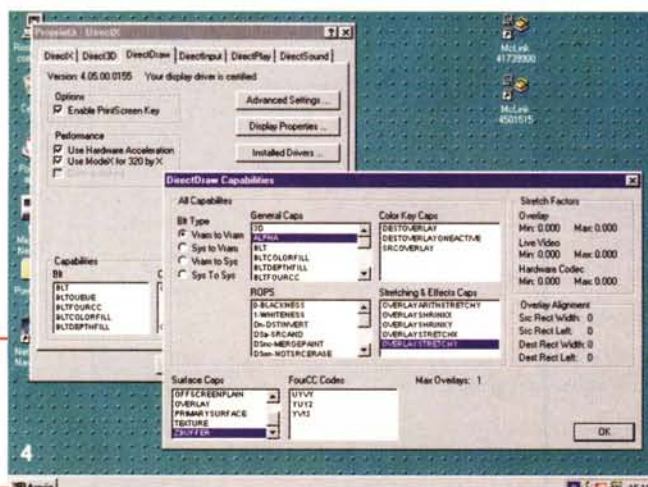 Proprietà : DirectX
DirectX
Direct3D
DirectDraw
DirectInput
DirectPlay
DirectSound
Version: 4.05.00.0155 Your display driver is certified
Options
Enable PrintScreen Key
Advanced Settings ...
Display Properties ...
Installed Drivers ...
Performance
Use Hardware Acceleration
Use ModeX for 320 by X
Capabilities
Blt
BLT
BLTQUEUE
BLTFOURCC
BLTCOLORFILL
BLTDEPTHFILL
McLink
41739900
McLink
4501515
DirectDraw Capabilities
All Capabilites
Blt Type
Vram to Vram
Sys to Vram
Vram to Sys
Sys To Sys
General Caps
3D
ALPHA
BLT
BLTCOLORFILL
BLTDEPTHFILL
BLTFOURCC
Color Key Caps
DESTOVERLAY
DESTOVERLAYONEACTIVE
SRCOVERLAY
ROPS
0-BLACKNESS
1-WHITENESS
Dn-DSTINVERT
DSa-SRCAND
DSno-MERGEPAINT
DSon-NOTSRCERASE
Stretching & Effects Caps
OVERLAYARITHSTRETCHY
OVERLAYSHRINKX
OVERLAYSHRINKY
OVERLAYSTRETCHX
OVERLAYSTRETCHY
Surface Caps
OFFSCREENPLAIN
OVERLAY
PRIMARYSURFACE
TEXTURE
ZBUFFER
FourCC Codes
UYVY
YUY2
YV12
Max Overlays: 1
Stretch Factors
Overlay
Min: 0.000 Max: 0.000
Live Video
Min: 0.000 Max: 0.000
Hardware Codec
Min: 0.000 Max: 0.000
Overlay Alignment
Src Rect Width: 0
Src Rect Left: 0
Dest Rect Width: 0
Dest Rect Left: 0
OK
4